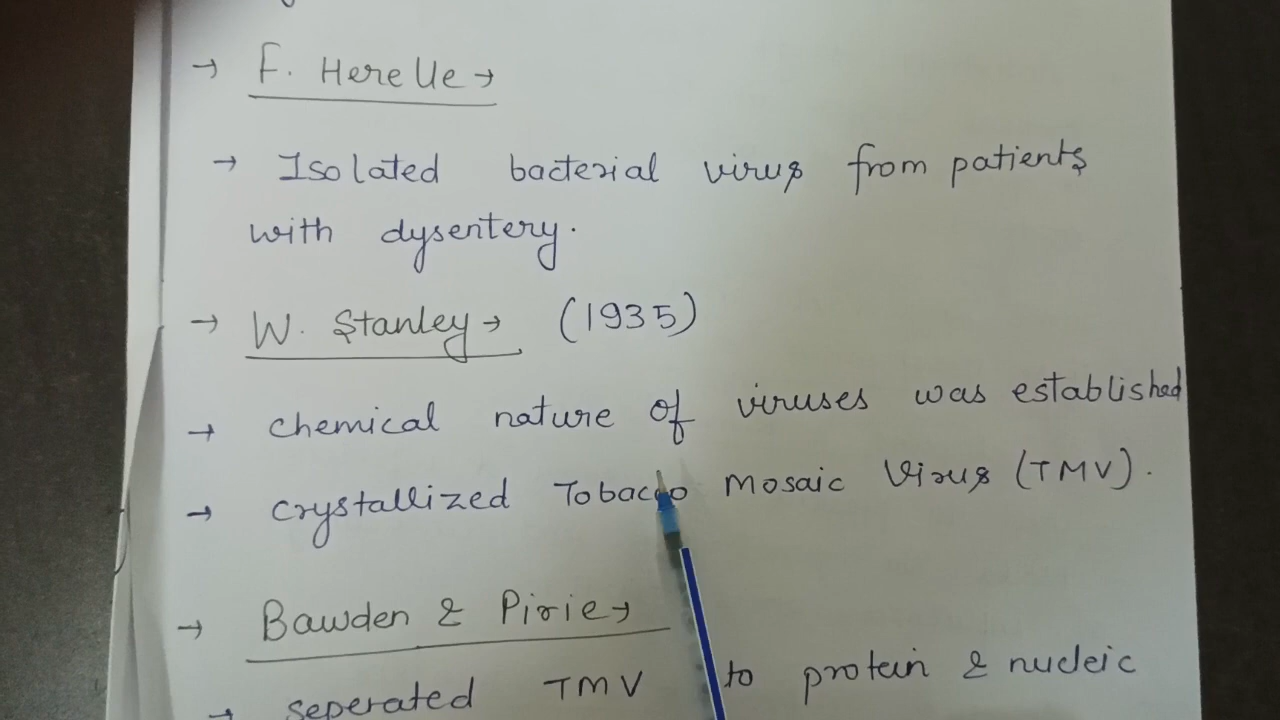 → F. Herelle →
→ Isolated bacterial virus from patients
with dysentery.
→ W. Stanley → (1935)
→ chemical nature of viruses was established
→ crystallized Tobacco Mosaic Virus (TMV).
→ Bawden & Pirie →
→ seperated TMV to protein & nucleic